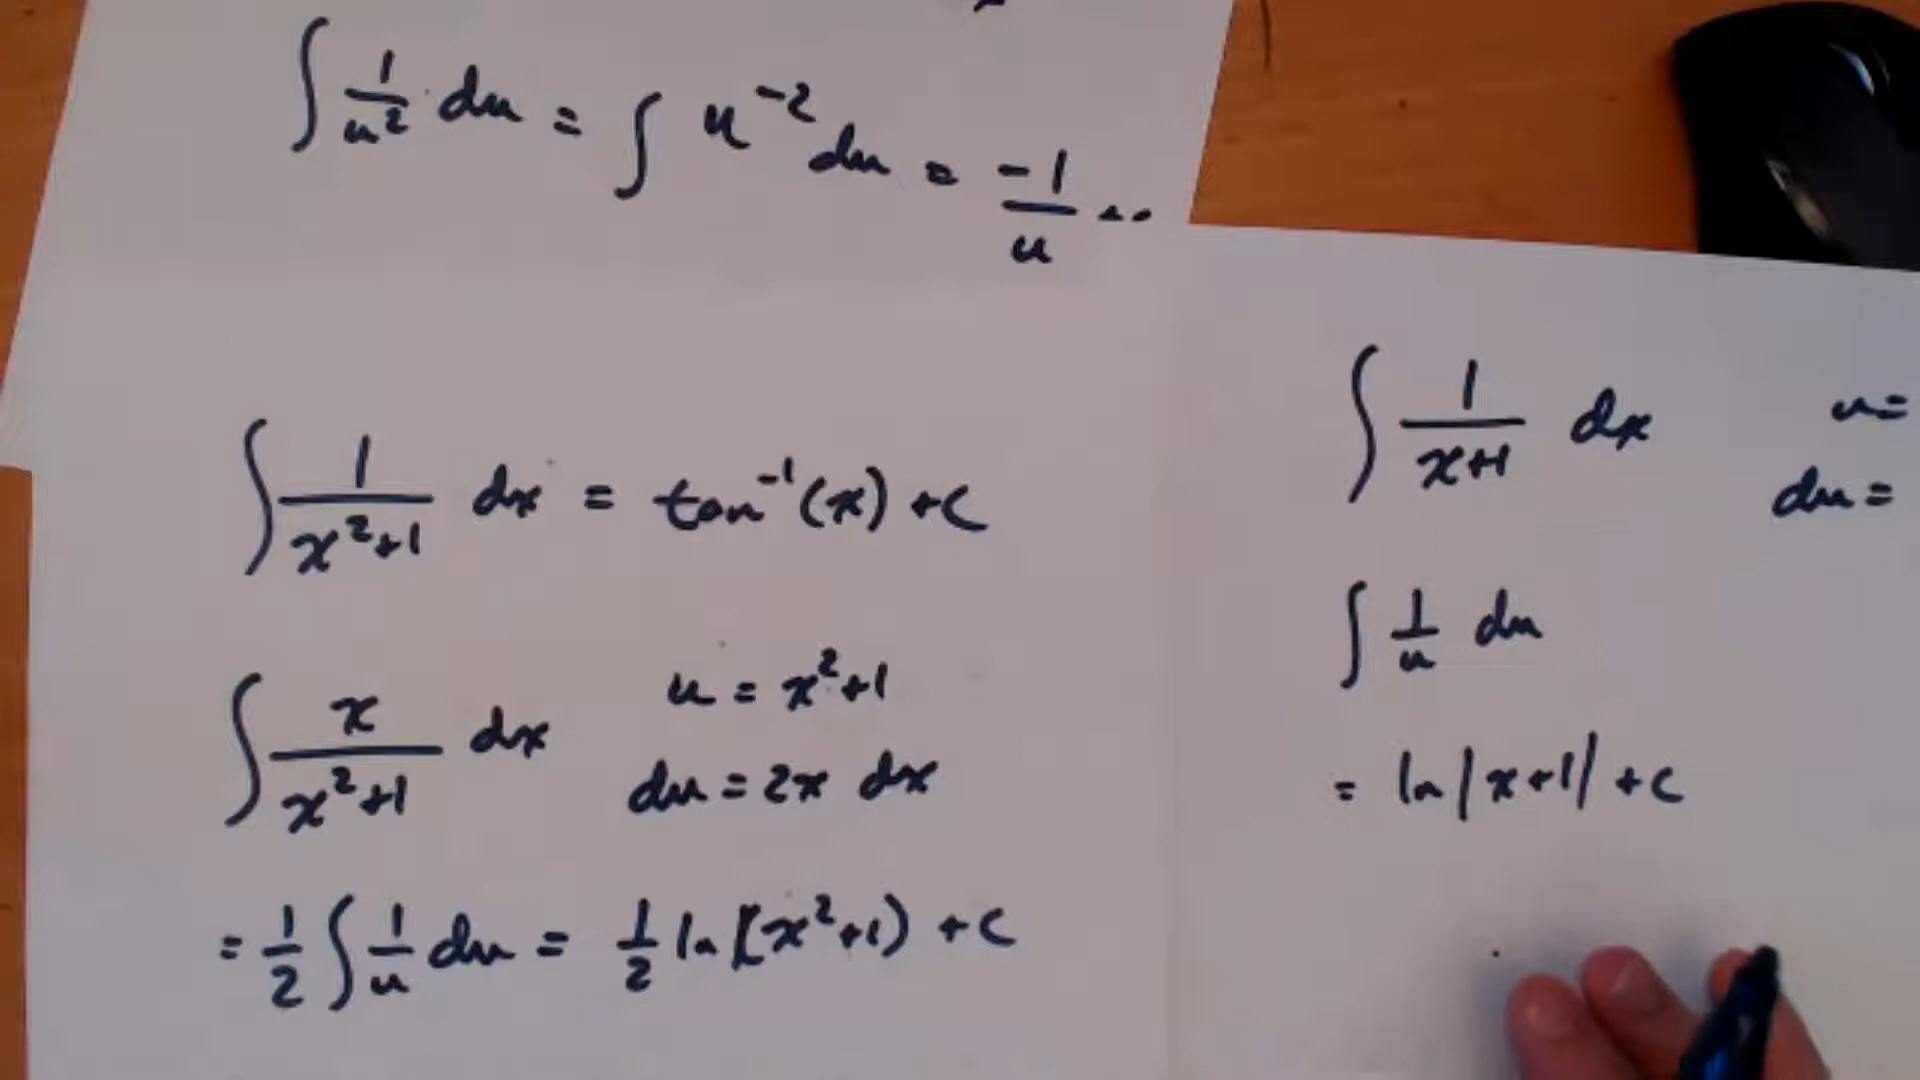 ∫ 1/u² du = ∫ u⁻² du = -1/u + c
∫ 1/(x²+1) dx = tan⁻¹(x) + c
∫ x/(x²+1) dx
u = x²+1
du = 2x dx
= 1/2 ∫ 1/u du = 1/2 ln(x²+1) + c
∫ 1/(x+1) dx
u=
du=
∫ 1/u du
= ln|x+1| + c